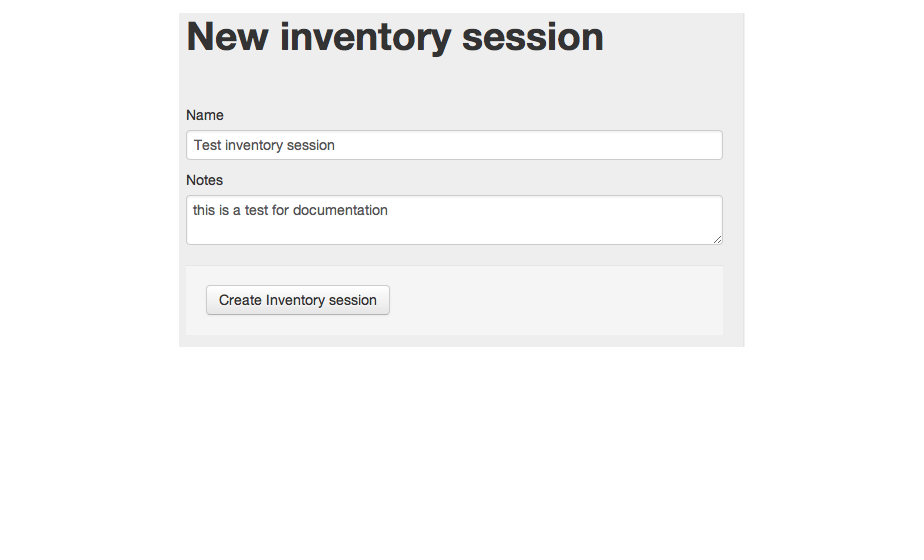 New inventory session
Name
Test inventory session
Notes
this is a test for documentation
Create Inventory session